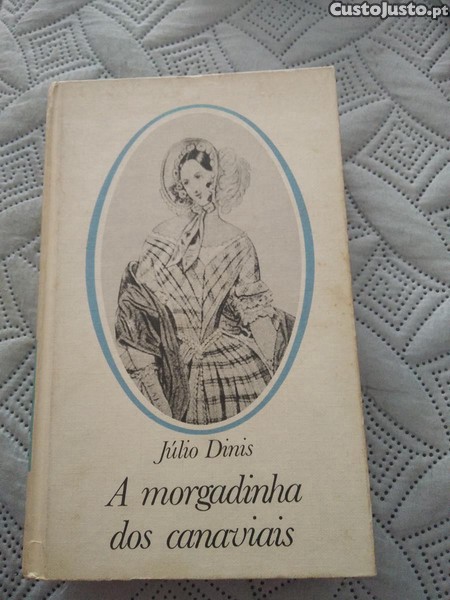 CustoJusto.pt
Júlio Dinis
A morgadinha
dos canaviais